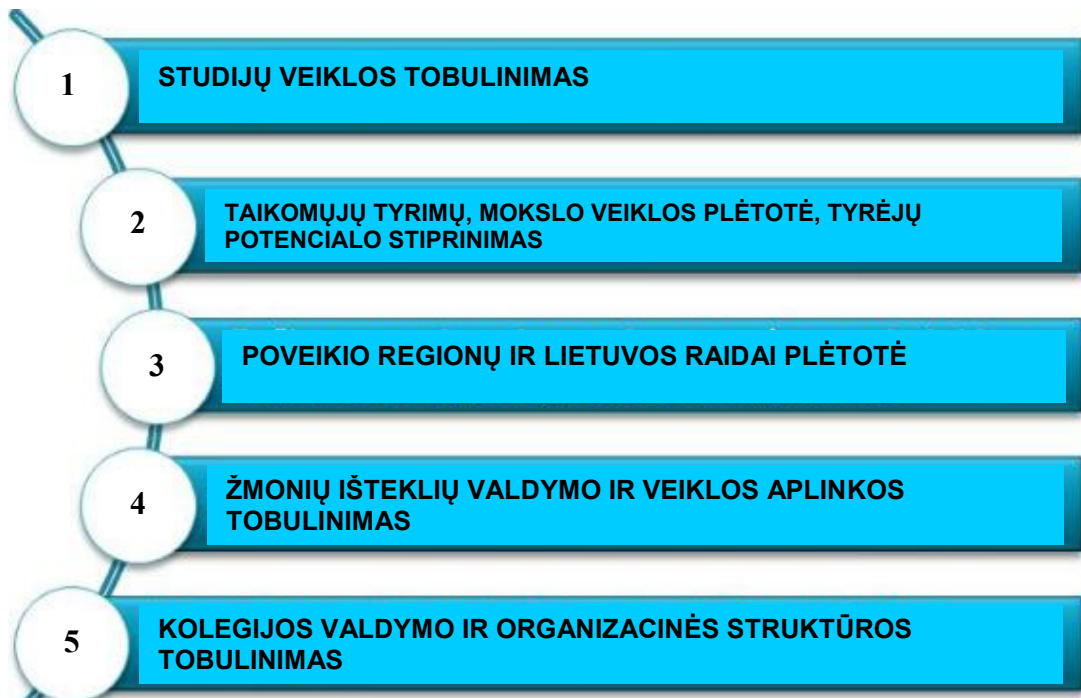 1
STUDIJŲ VEIKLOS TOBULINIMAS
2
TAIKOMŲJŲ TYRIMŲ, MOKSLO VEIKLOS PLĖTOTĖ, TYRĖJŲ
POTENCIALO STIPRINIMAS
3
POVEIKIO REGIONŲ IR LIETUVOS RAIDAI PLĖTOTĖ
4
ŽMONIŲ IŠTEKLIŲ VALDYMO IR VEIKLOS APLINKOS
TOBULINIMAS
5
KOLEGIJOS VALDYMO IR ORGANIZACINĖS STRUKTŪROS
TOBULINIMAS